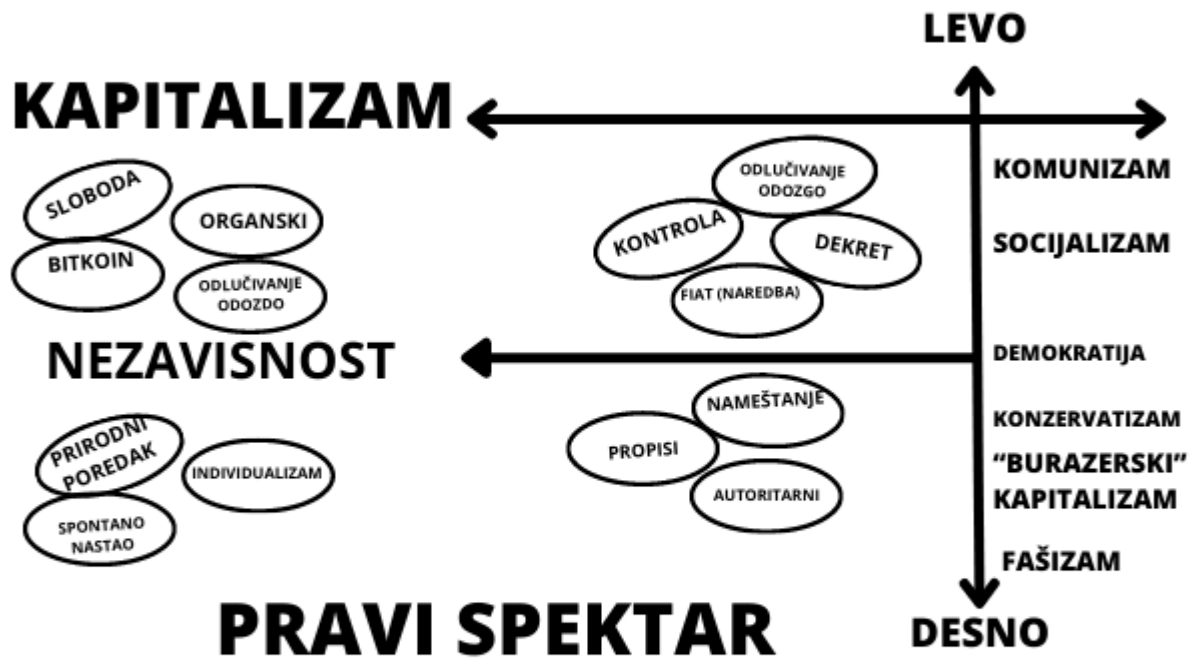 LEVO
KAPITALIZAM
SLOBODA
ORGANSKI
BITKOIN
ODLUČIVANJE
ODOZDO
ODLUČIVANJE
ODOZGO
KONTROLA
DEKRET
FIAT (NAREDBA)
KOMUNIZAM
SOCIJALIZAM
NEZAVISNOST
DEMOKRATIJA
PRIRODNI
POREDAK
INDIVIDUALIZAM
SPONTANO
NASTAO
NAMEŠTANJE
PROPISI
AUTORITARNI
KONZERVATIZAM
“BURAZERSKI”
KAPITALIZAM
FAŠIZAM
PRAVI SPEKTAR
DESNO